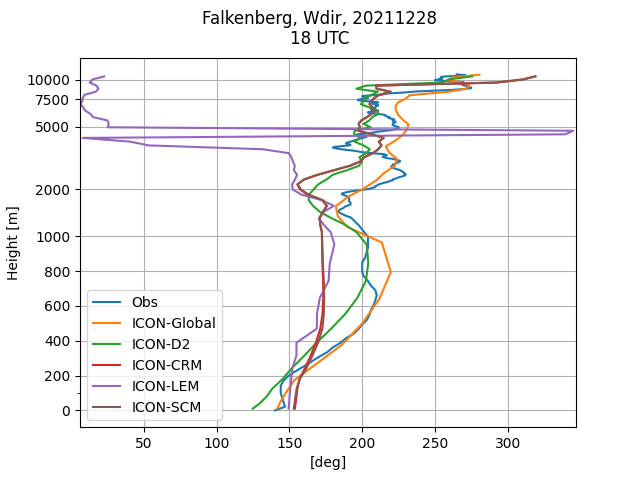 Falkenberg, Wdir, 20211228
18 UTC
Height [m]
10000
7500
5000
2000
1000
800
600
400
200
0
Obs
ICON-Global
ICON-D2
ICON-CRM
ICON-LEM
ICON-SCM
50
100
150
200
250
300
[deg]